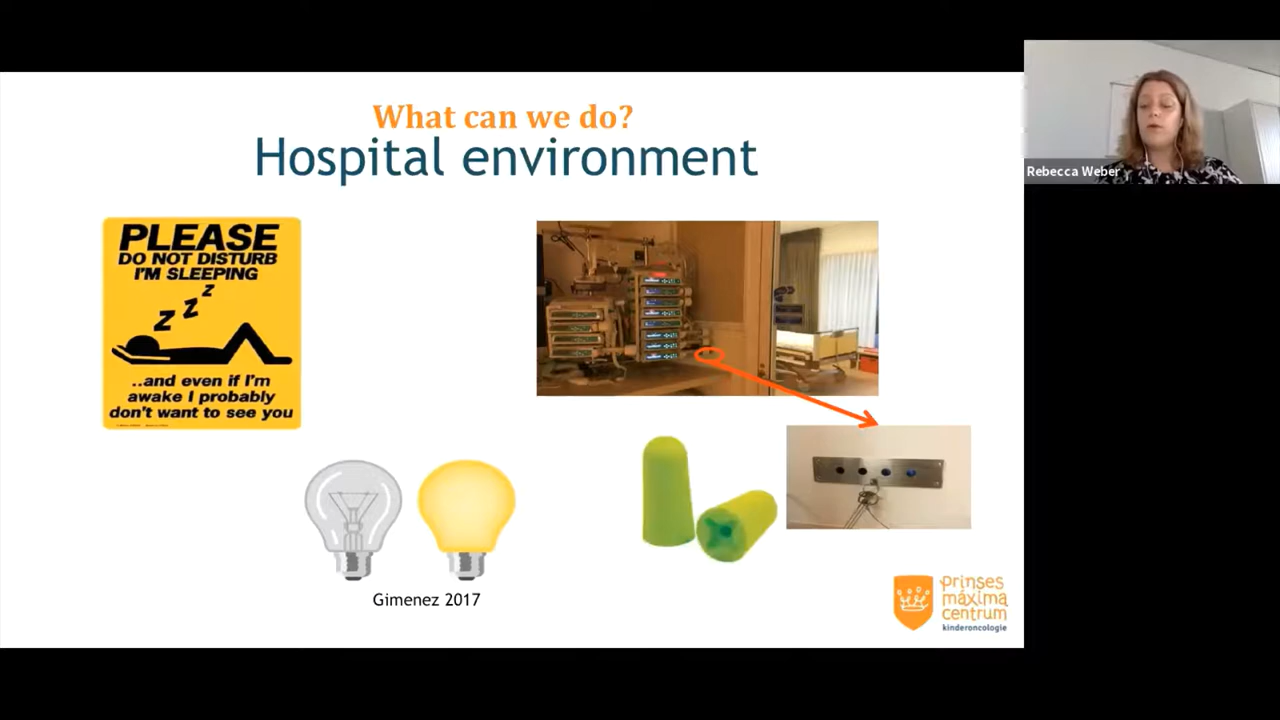 What can we do?
Hospital environment
PLEASE
DO NOT DISTURB
I'M SLEEPING
z
z
z
..and even if I'm
awake I probably
don't want to see you
Gimenez 2017
prinses
máxima
centrum
kinderoncologie
Rebecca Weber